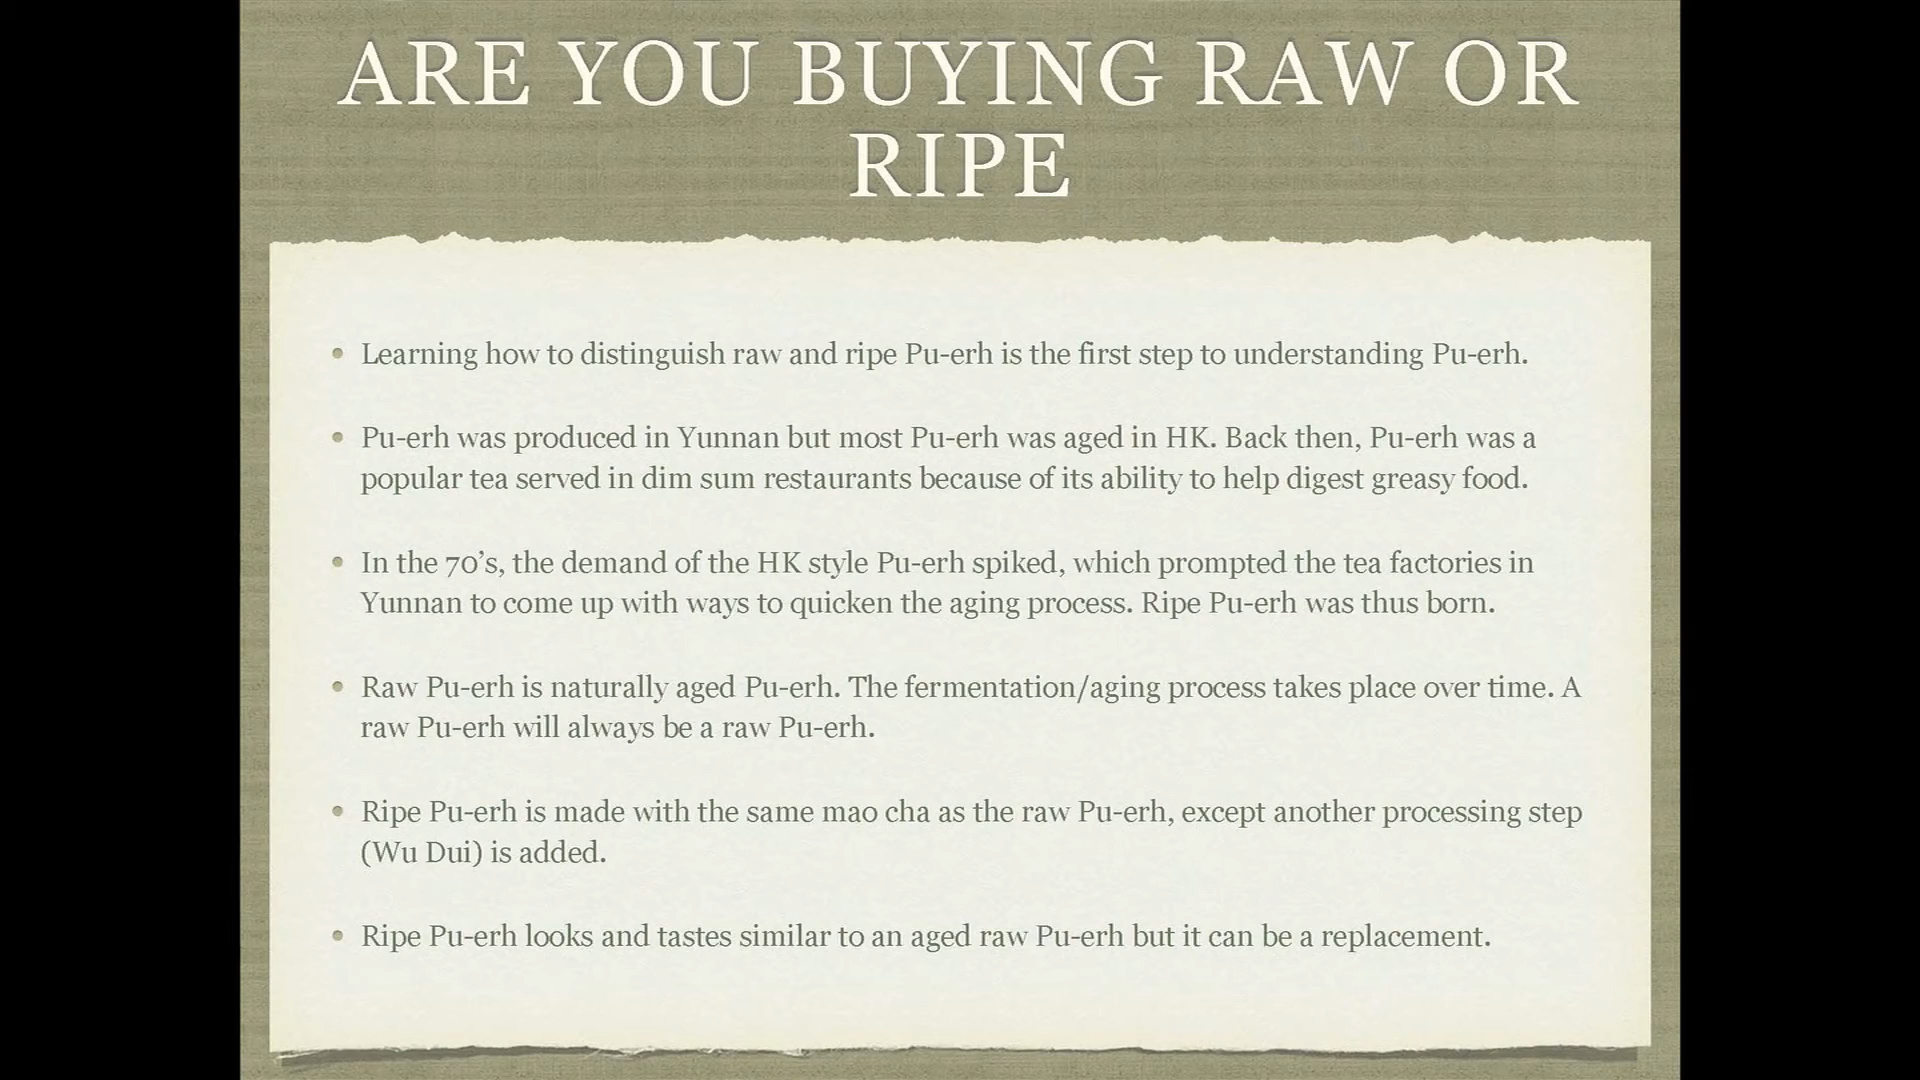 ARE YOU BUYING RAW OR
RIPE
• Learning how to distinguish raw and ripe Pu-erh is the first step to understanding Pu-erh.
• Pu-erh was produced in Yunnan but most Pu-erh was aged in HK. Back then, Pu-erh was a
popular tea served in dim sum restaurants because of its ability to help digest greasy food.
• In the 70’s, the demand of the HK style Pu-erh spiked, which prompted the tea factories in
Yunnan to come up with ways to quicken the aging process. Ripe Pu-erh was thus born.
• Raw Pu-erh is naturally aged Pu-erh. The fermentation/aging process takes place over time. A
raw Pu-erh will always be a raw Pu-erh.
• Ripe Pu-erh is made with the same mao cha as the raw Pu-erh, except another processing step
(Wu Dui) is added.
• Ripe Pu-erh looks and tastes similar to an aged raw Pu-erh but it can be a replacement.